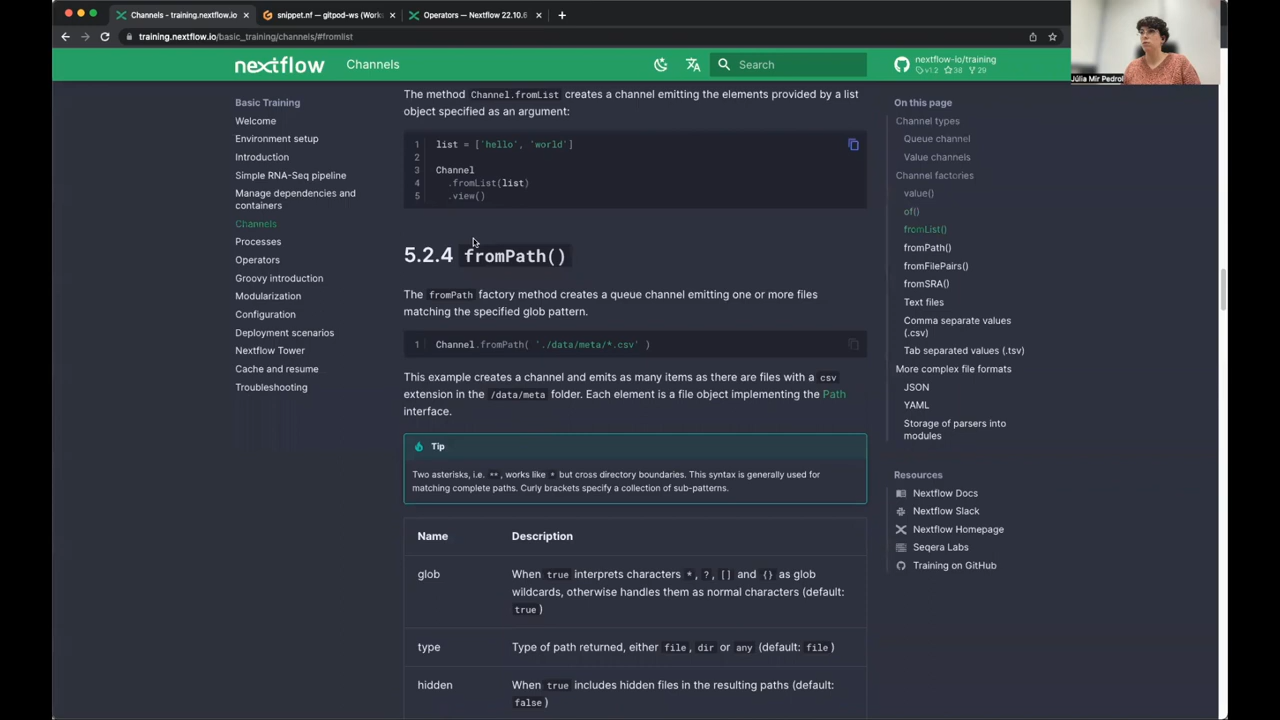 Channels - training.nextflow.io
snippet.nf — gitpod-ws (Work
Operators — Nextflow 22.10.6
training.nextflow.io/basic_training/channels/#fromlist
nextflow
Channels
Search
nextflow-io/training
v1.2 38 29
Júlia Mir Pedrol
Basic Training
Welcome
Environment setup
Introduction
Simple RNA-Seq pipeline
Manage dependencies and
containers
Channels
Processes
Operators
Groovy introduction
Modularization
Configuration
Deployment scenarios
Nextflow Tower
Cache and resume
Troubleshooting
The method Channel.fromList creates a channel emitting the elements provided by a list
object specified as an argument:
1 list = ['hello', 'world']
2
3 Channel
4 .fromList(list)
5 .view()
5.2.4 fromPath()
The fromPath factory method creates a queue channel emitting one or more files
matching the specified glob pattern.
1 Channel.fromPath( './data/meta/*.csv' )
This example creates a channel and emits as many items as there are files with a csv
extension in the /data/meta folder. Each element is a file object implementing the Path
interface.
Tip
Two asterisks, i.e. **, works like * but cross directory boundaries. This syntax is generally used for
matching complete paths. Curly brackets specify a collection of sub-patterns.
Name Description
glob When true interprets characters *, ?, [] and {} as glob
wildcards, otherwise handles them as normal characters (default:
true)
type Type of path returned, either file, dir or any (default: file)
hidden When true includes hidden files in the resulting paths (default:
false)
On this page
Channel types
Queue channel
Value channels
Channel factories
value()
of()
fromList()
fromPath()
fromFilePairs()
fromSRA()
Text files
Comma separate values
(.csv)
Tab separated values (.tsv)
More complex file formats
JSON
YAML
Storage of parsers into
modules
Resources
Nextflow Docs
Nextflow Slack
Nextflow Homepage
Seqera Labs
Training on GitHub